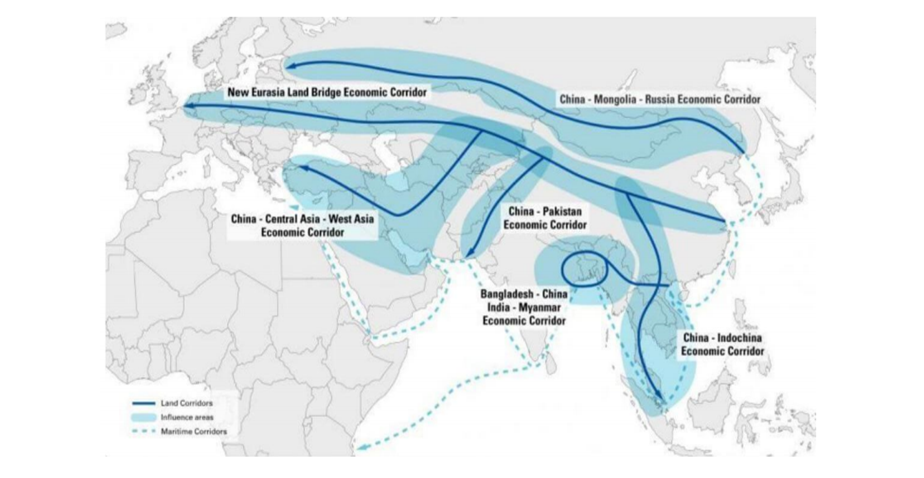 New Eurasia Land Bridge Economic Corridor
China - Mongolia - Russia Economic Corridor
China - Central Asia - West Asia
Economic Corridor
China - Pakistan
Economic Corridor
Bangladesh - China
India - Myanmar
Economic Corridor
China - Indochina
Economic Corridor
Land Corridors
Influence areas
Maritime Corridors